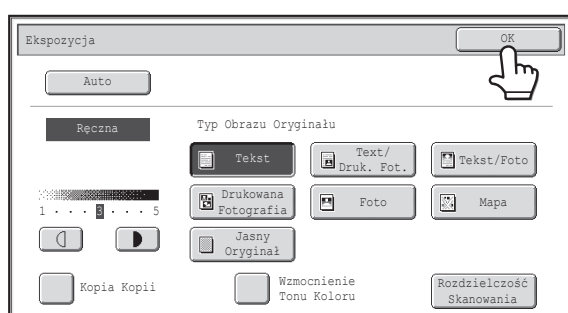 Ekspozycja
OK
Auto
Ręczna
Typ Obrazu Oryginału
Tekst
Text/
Druk. Fot.
Tekst/Foto
Drukowana
Fotografia
Foto
Mapa
1 · · · 3 · · · 5
Jasny
Oryginał
Kopia Kopii
Wzmocnienie
Tonu Koloru
Rozdzielczość
Skanowania